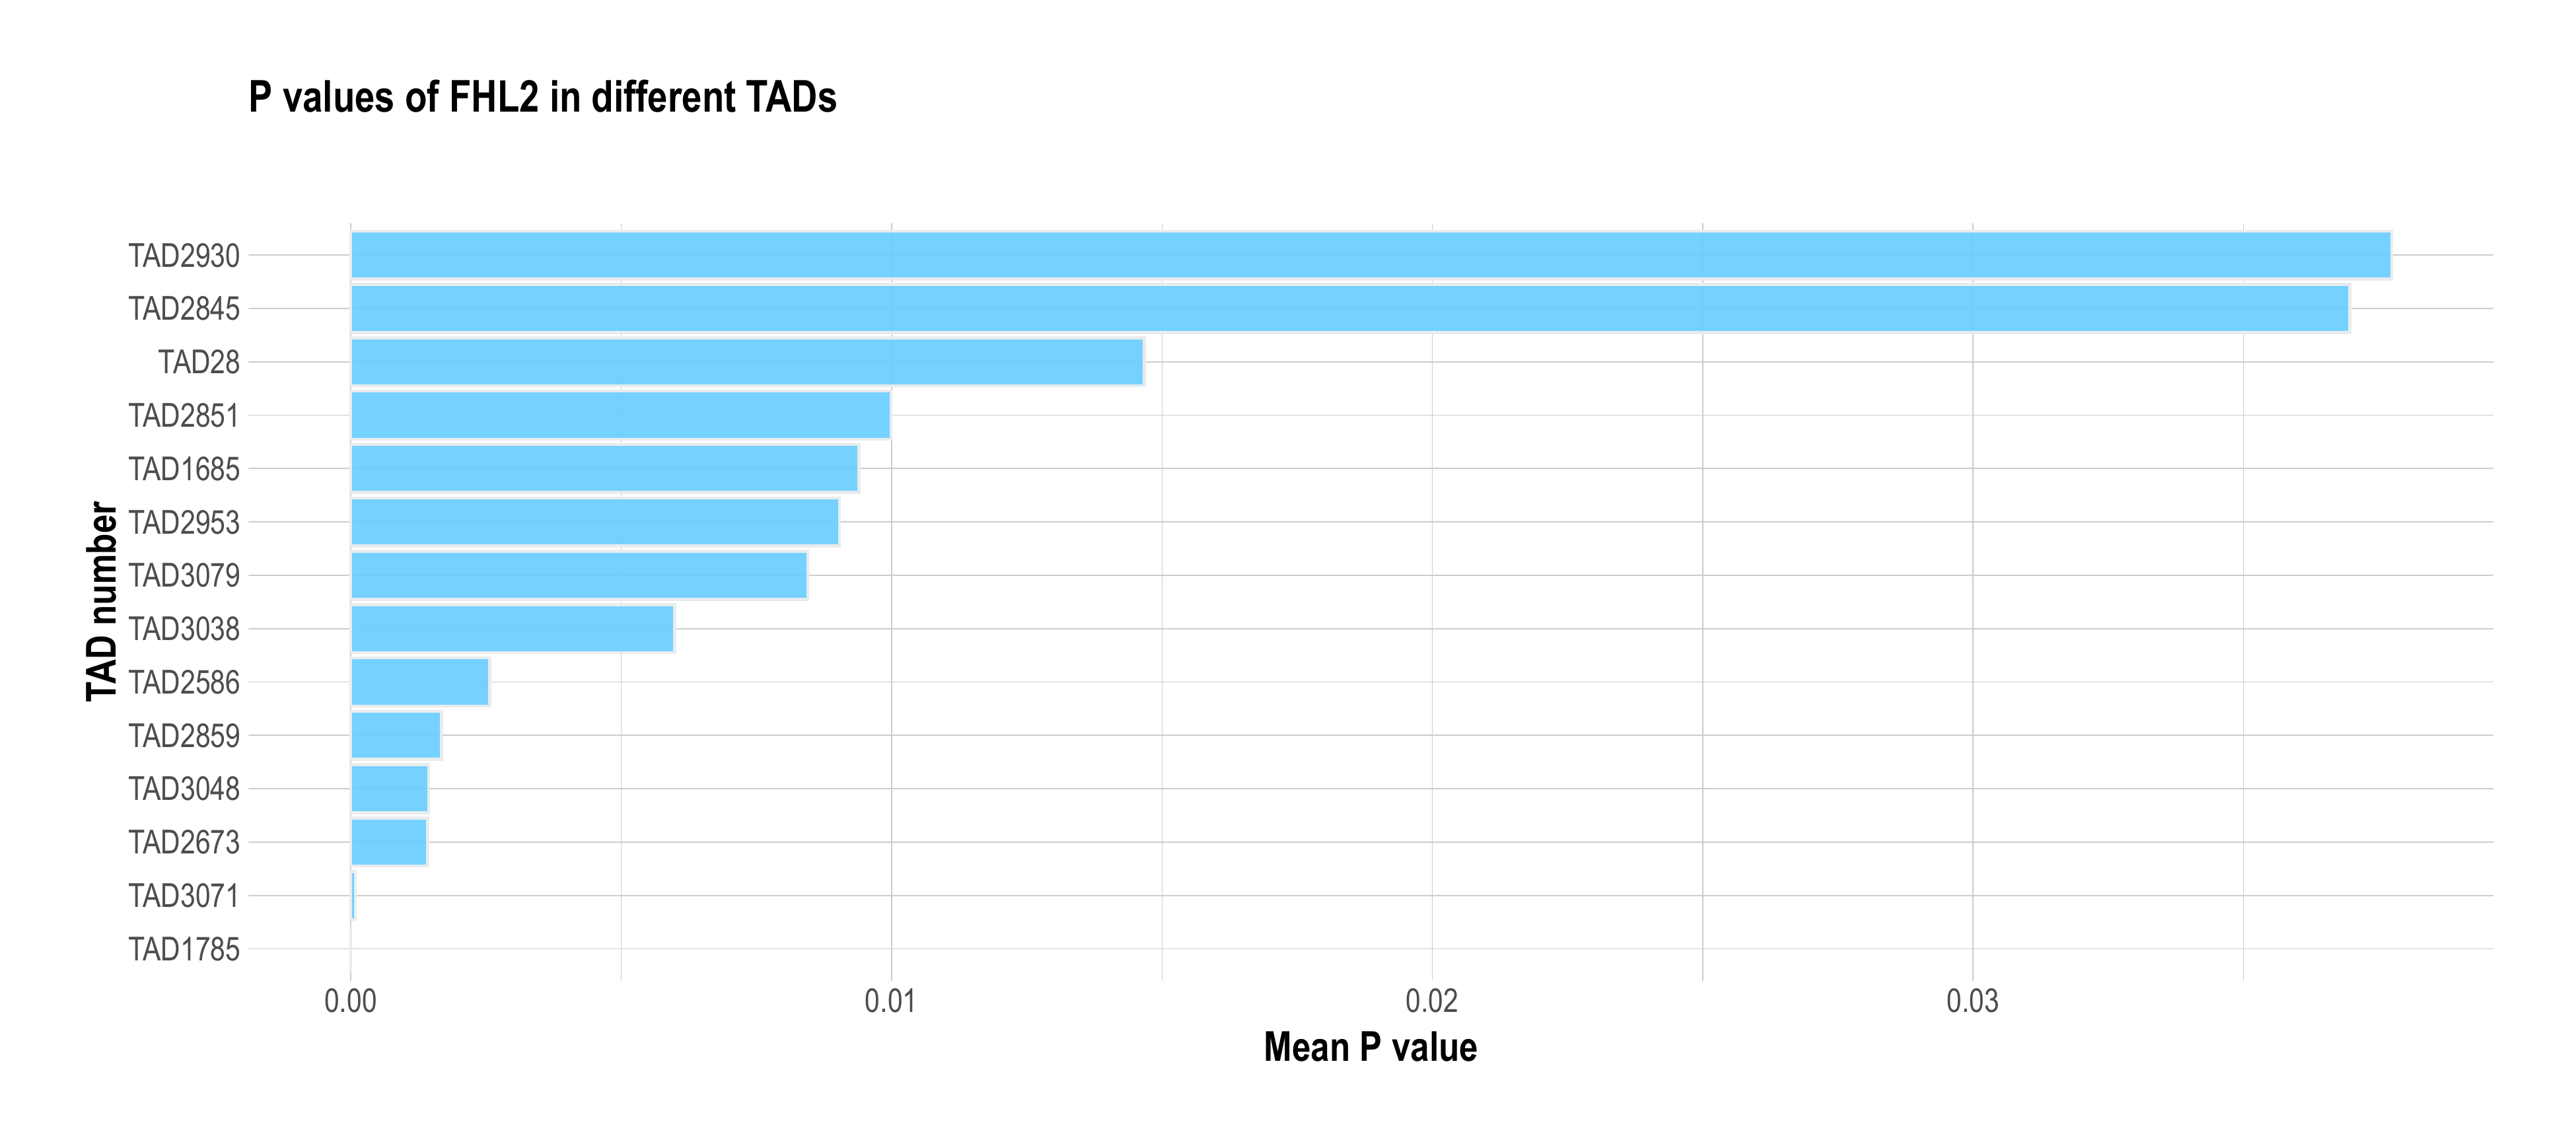 P values of FHL2 in different TADs
TAD number
TAD2930
TAD2845
TAD28
TAD2851
TAD1685
TAD2953
TAD3079
TAD3038
TAD2586
TAD2859
TAD3048
TAD2673
TAD3071
TAD1785
0.00 0.01 0.02 0.03
Mean P value